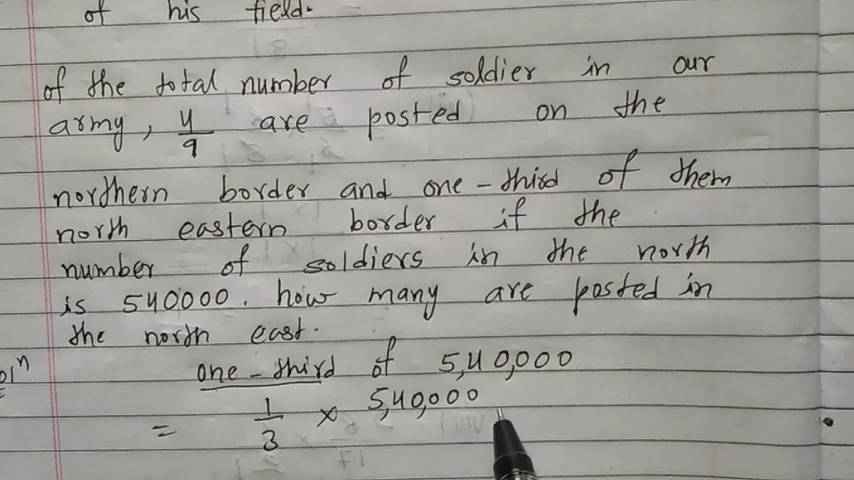 of his field.
of the total number of soldier in our
army, 4/9 are posted on the
northern border and one-third of them
north eastern border if the
number of soldiers in the north
is 540000. how many are posted in
the north east.
one-third of 5,40,000
= 1/3 × 5,40,000